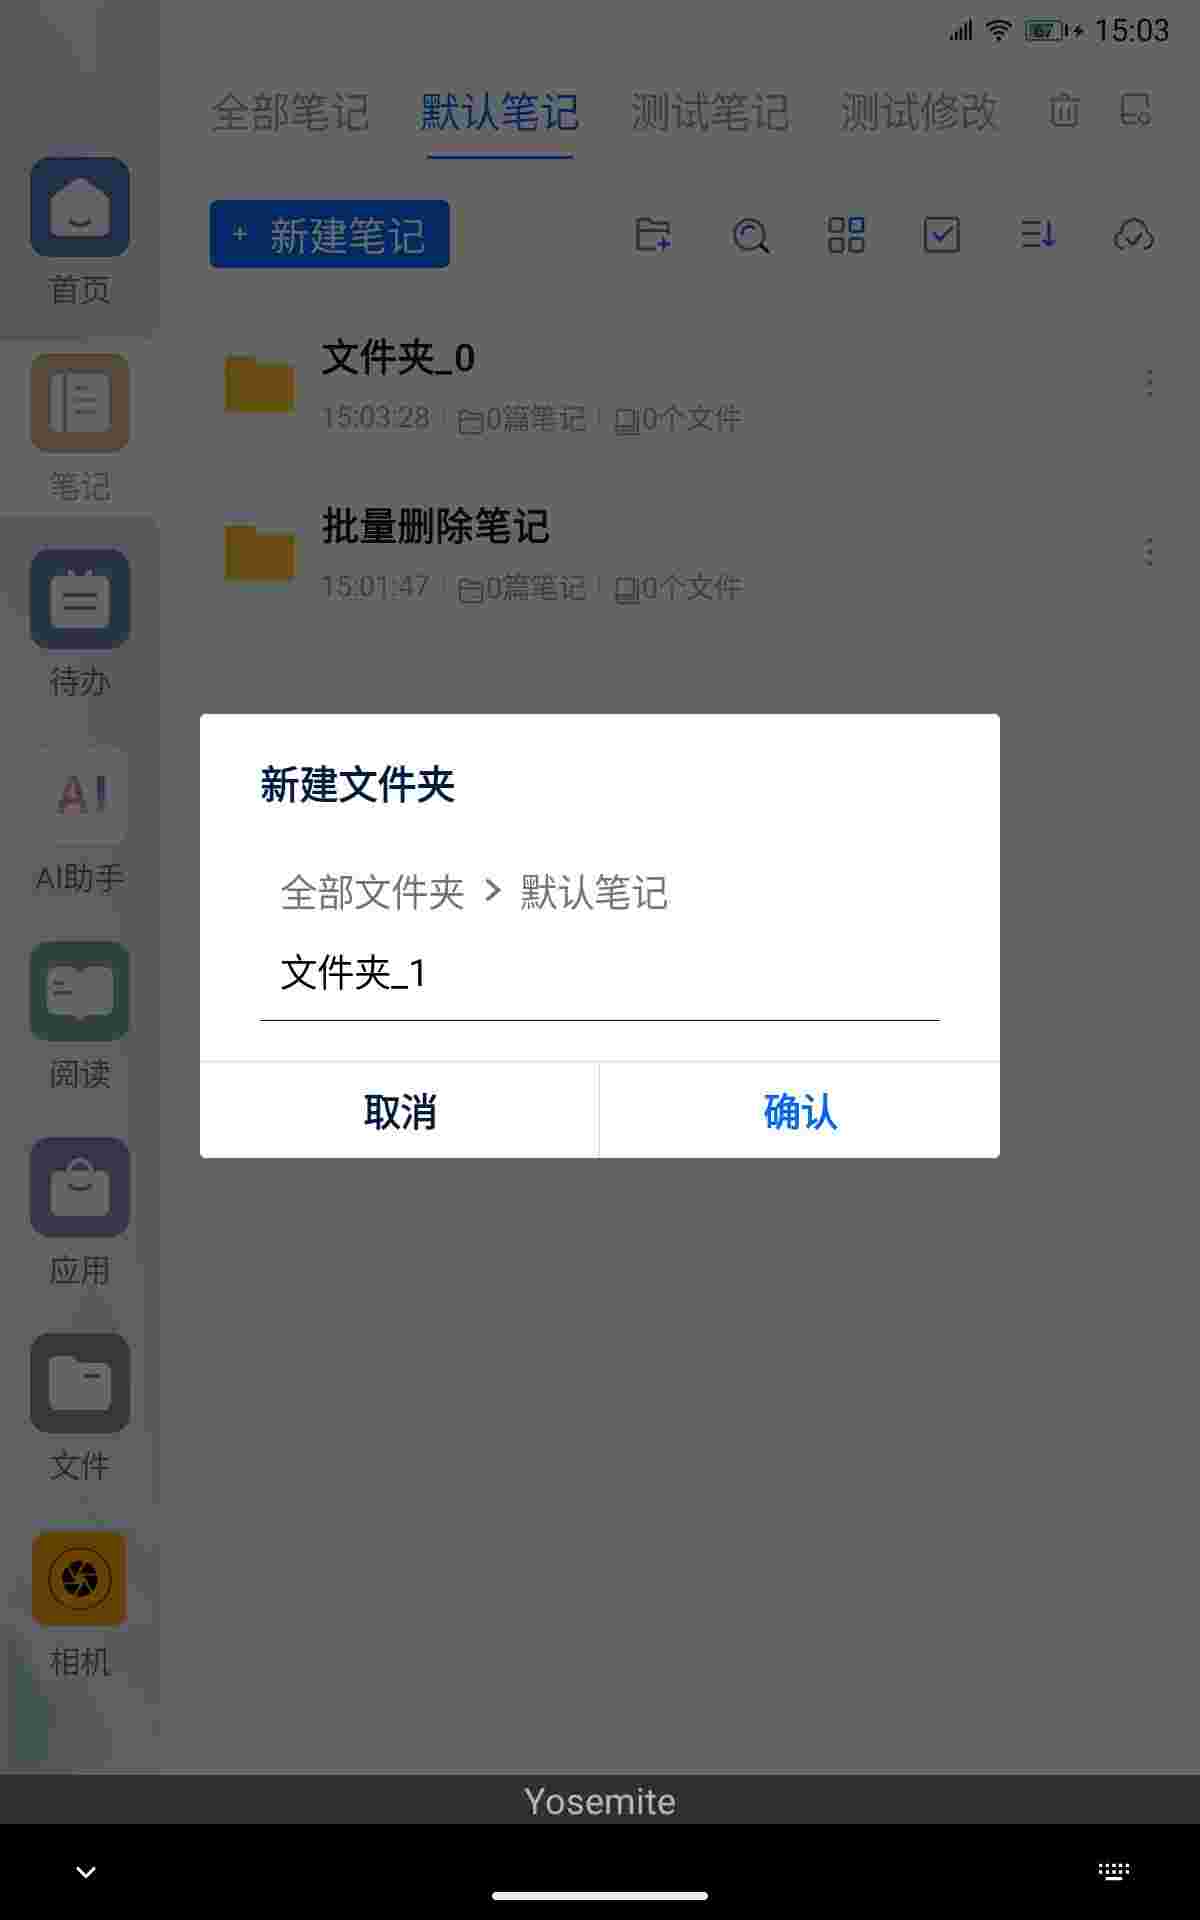 67 15:03
全部笔记 默认笔记 测试笔记 测试修改
+ 新建笔记
首页
文件夹_0
15:03:28 0篇笔记 0个文件
笔记
批量删除笔记
15:01:47 0篇笔记 0个文件
待办
新建文件夹
AI
AI助手
全部文件夹 > 默认笔记
文件夹_1
阅读
取消 确认
应用
文件
相机
Yosemite